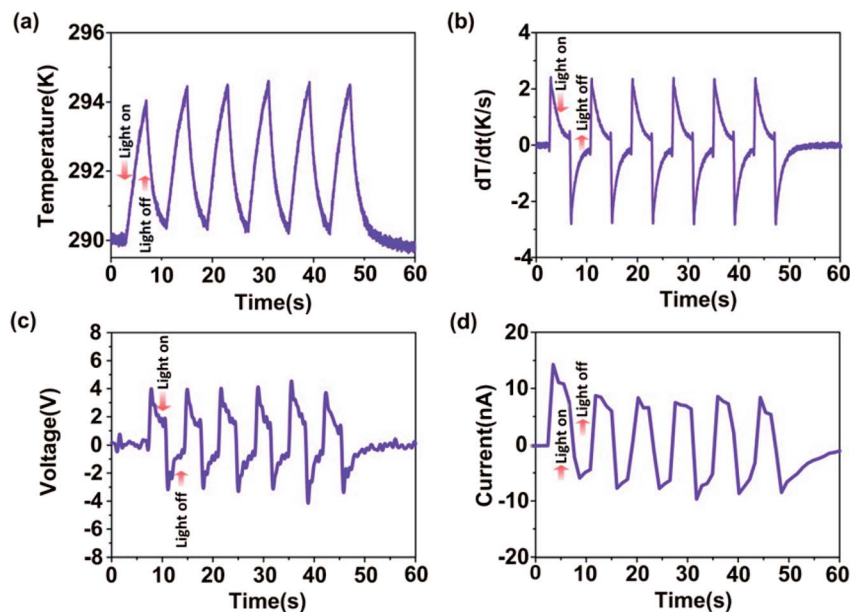 (a)
296
294
292
290
Temperature(K)
Light on
Light off
0 10 20 30 40 50 60
Time(s)
(b)
4
2
0
-2
-4
dT/dt(K/s)
Light on
Light off
0 10 20 30 40 50 60
Time(s)
(c)
8
6
4
2
0
-2
-4
-6
-8
Voltage(V)
Light on
Light off
0 10 20 30 40 50 60
Time(s)
(d)
20
10
0
-10
-20
Current(nA)
Light on
Light off
0 10 20 30 40 50 60
Time(s)